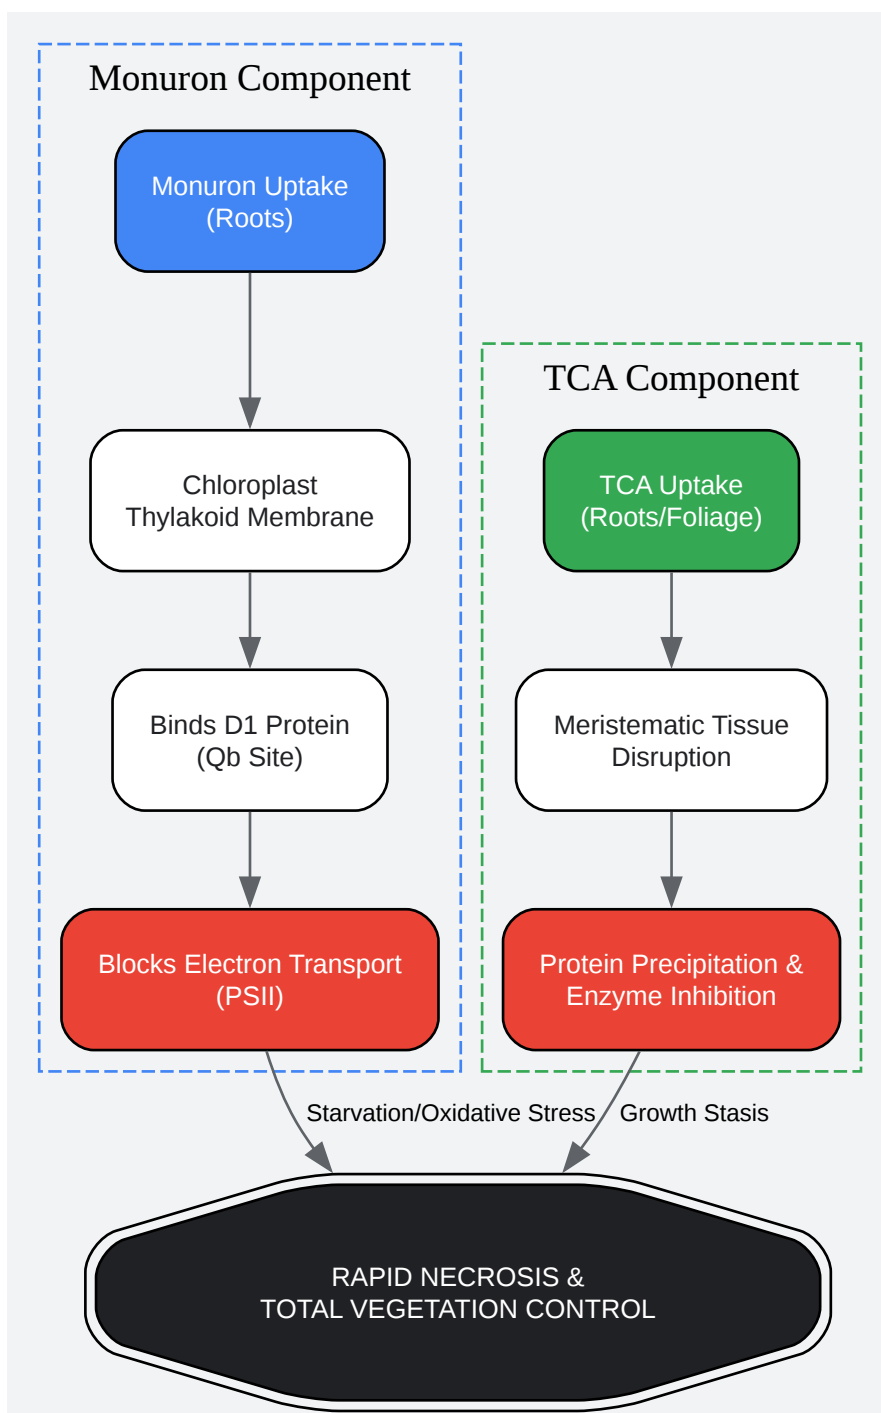 Monuron Component
Monuron Uptake
(Roots)
Chloroplast
Thylakoid Membrane
Binds D1 Protein
(Qb Site)
Blocks Electron Transport
(PSII)
TCA Component
TCA Uptake
(Roots/Foliage)
Meristematic Tissue
Disruption
Protein Precipitation &
Enzyme Inhibition
Starvation/Oxidative Stress
Growth Stasis
RAPID NECROSIS &
TOTAL VEGETATION CONTROL